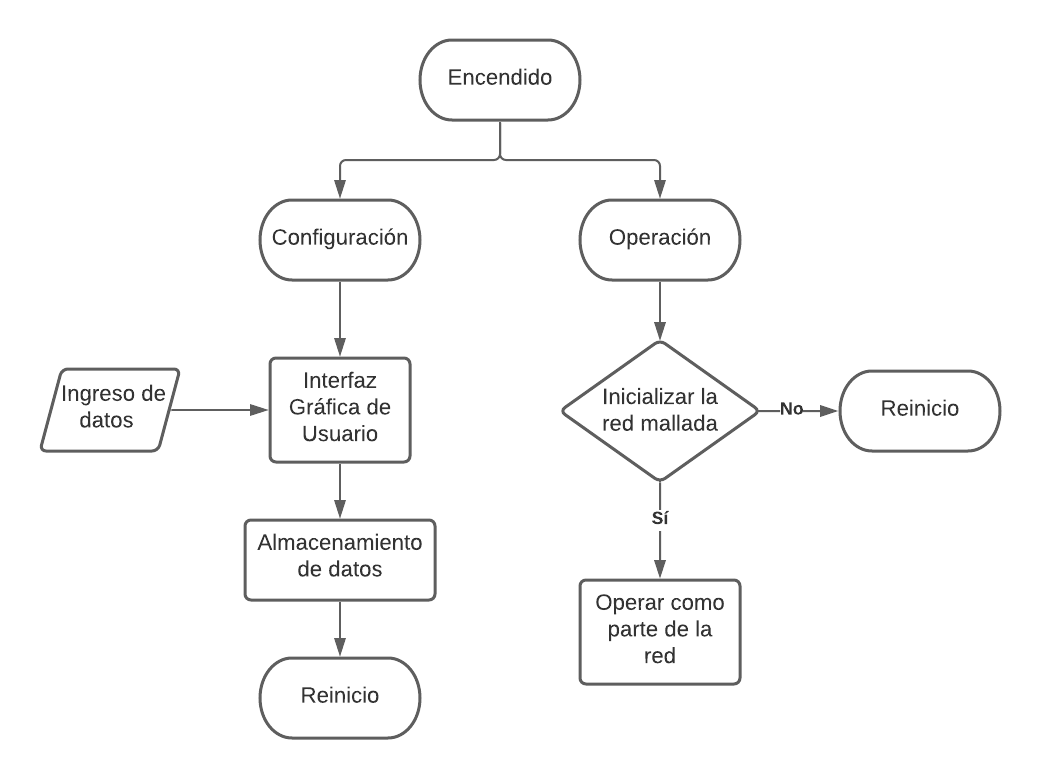 Encendido
Configuración
Operación
Ingreso de
datos
Interfaz
Gráfica de
Usuario
Inicializar la
red mallada
No
Reinicio
Sí
Almacenamiento
de datos
Operar como
parte de la
red
Reinicio